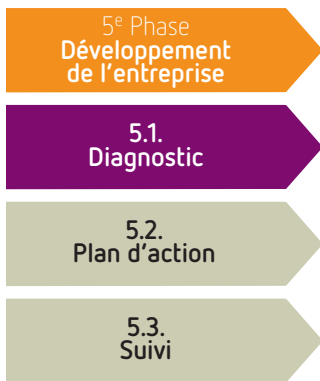 5e Phase
Développement
de l'entreprise
5.1.
Diagnostic
5.2.
Plan d'action
5.3.
Suivi